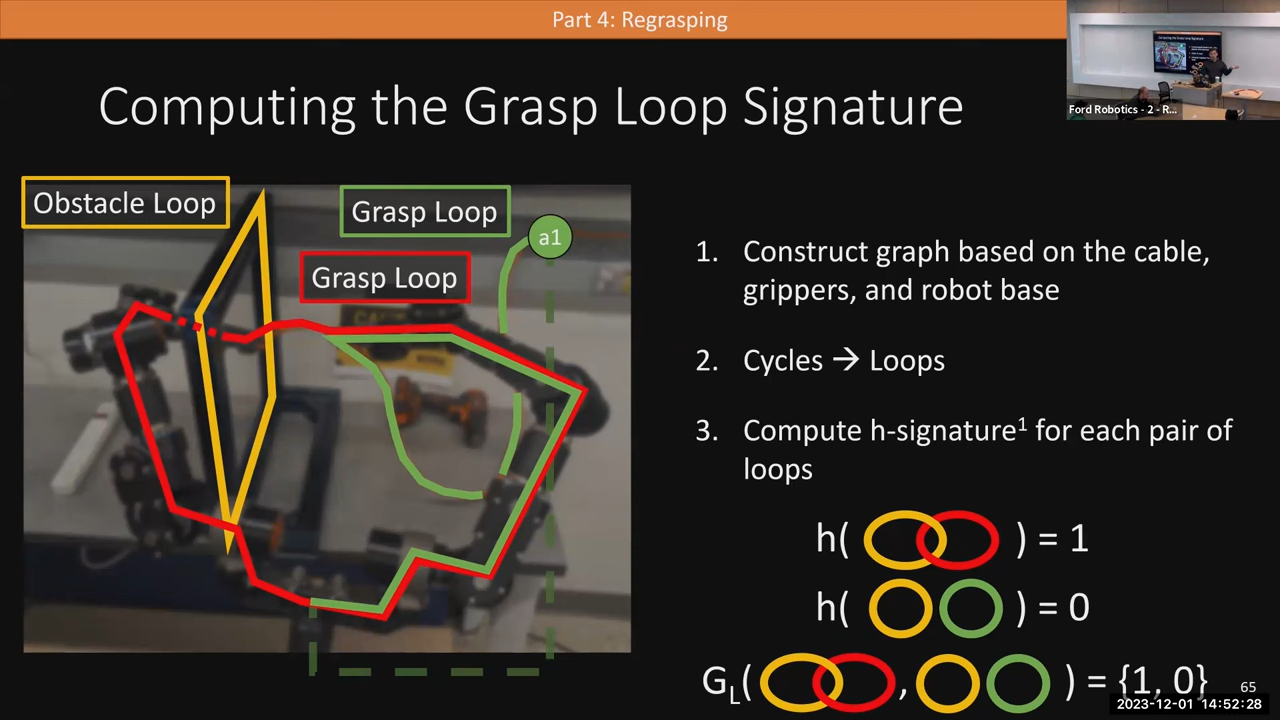 Part 4: Regrasping
Ford Robotics - 2 - R...
Computing the Grasp Loop Signature
Obstacle Loop
Grasp Loop
a1
Grasp Loop
1. Construct graph based on the cable,
grippers, and robot base
2. Cycles → Loops
3. Compute h-signature¹ for each pair of
loops
h( ) = 1
h( ) = 0
G_L( , ) = {1, 0}
65
2023-12-01 14:52:28